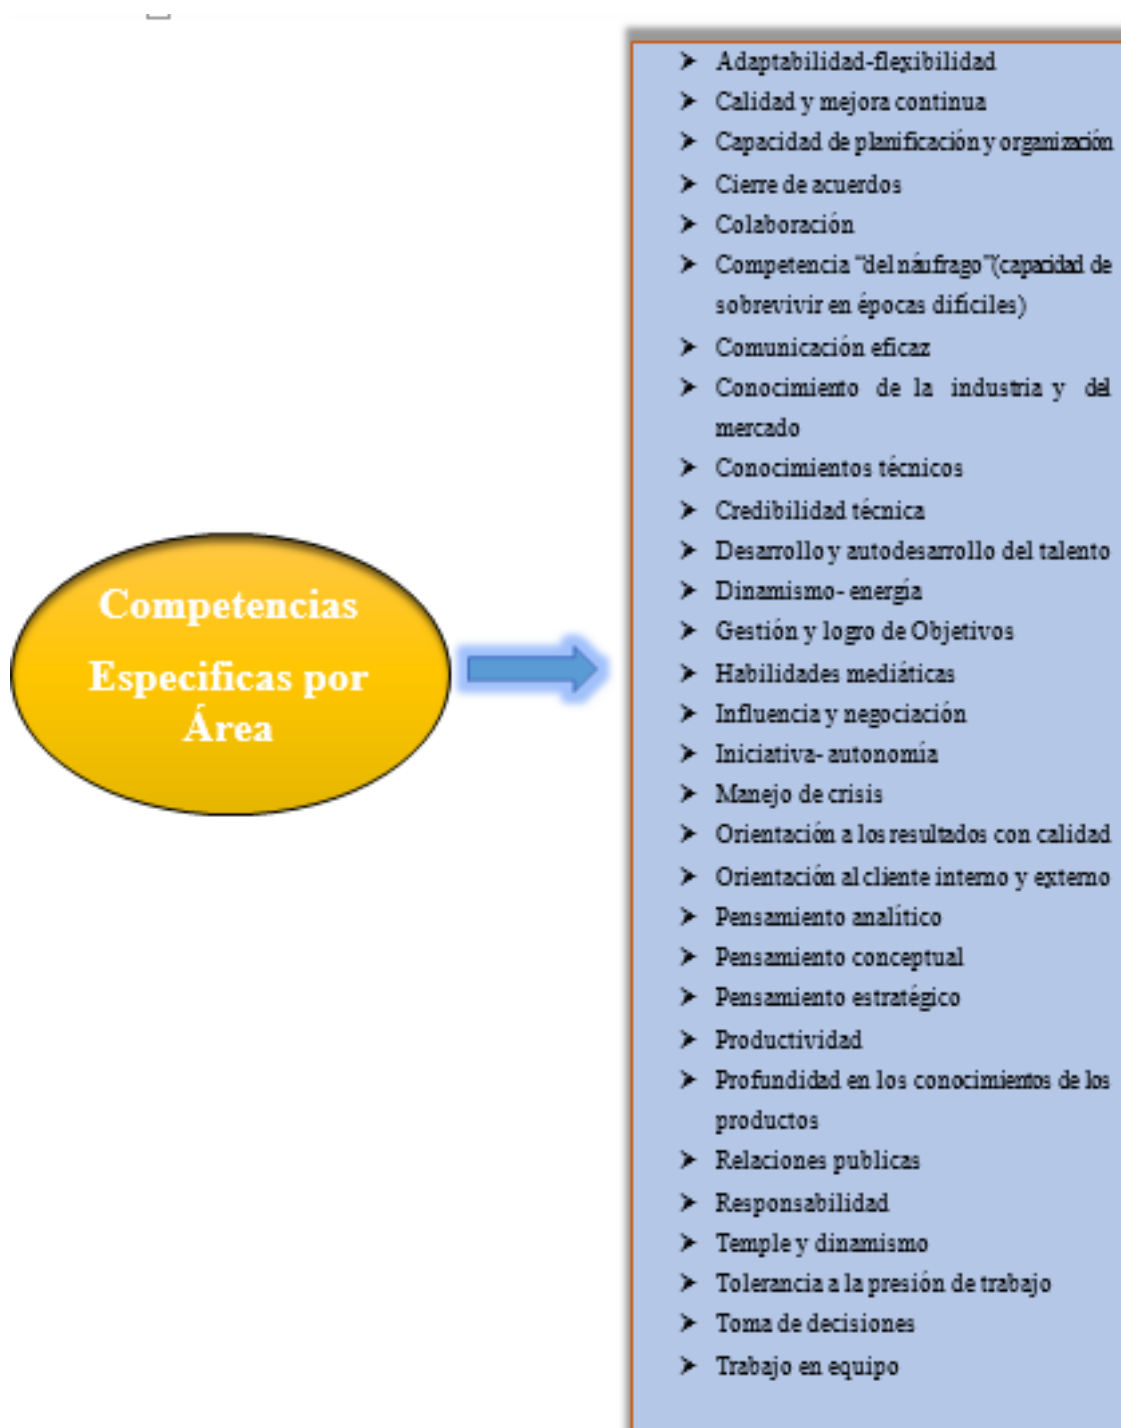 Competencias
Especificas por
Área
Adaptabilidad-flexibilidad
Calidad y mejora continua
Capacidad de planificación y organización
Cierre de acuerdos
Colaboración
Competencia “del náufrago”(capacidad de
sobrevivir en épocas difíciles)
Comunicación eficaz
Conocimiento de la industria y del
mercado
Conocimientos técnicos
Credibilidad técnica
Desarrollo y autodesarrollo del talento
Dinamismo- energía
Gestión y logro de Objetivos
Habilidades mediáticas
Influencia y negociación
Iniciativa- autonomía
Manejo de crisis
Orientación a los resultados con calidad
Orientación al cliente interno y externo
Pensamiento analítico
Pensamiento conceptual
Pensamiento estratégico
Productividad
Profundidad en los conocimientos de los
productos
Relaciones publicas
Responsabilidad
Temple y dinamismo
Tolerancia a la presión de trabajo
Toma de decisiones
Trabajo en equipo